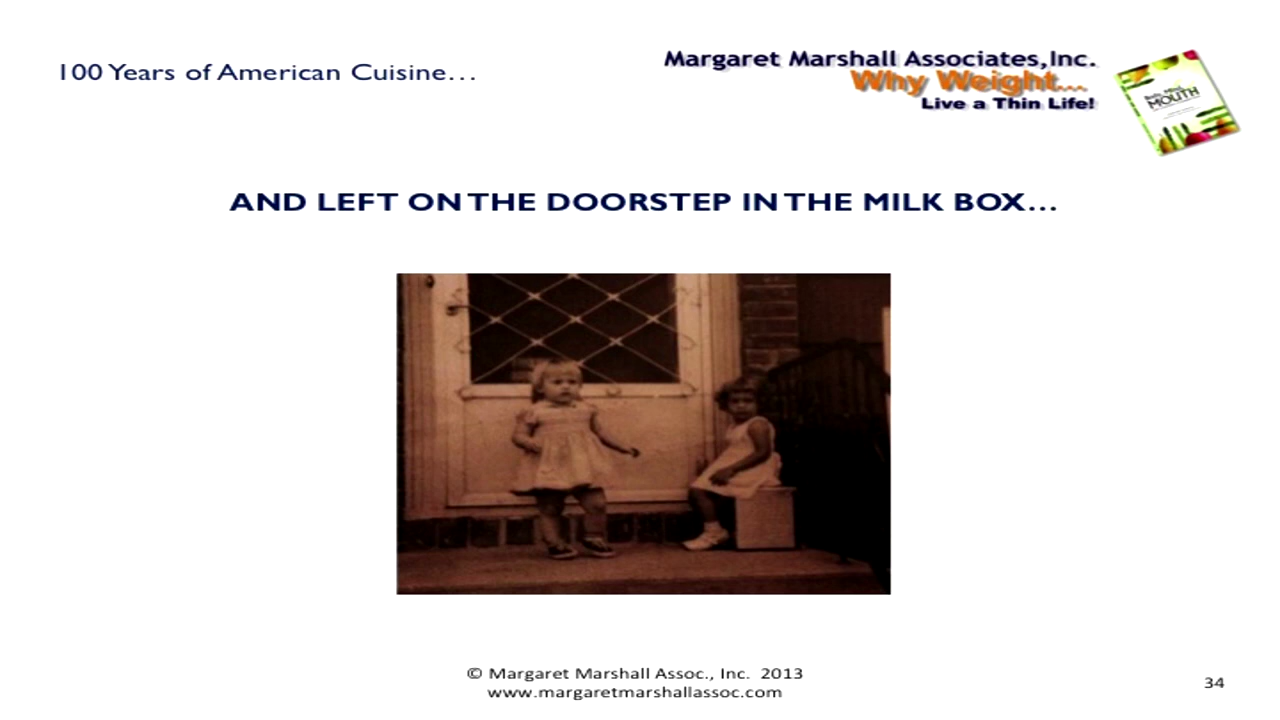 100 Years of American Cuisine…
Margaret Marshall Associates,Inc.
Why Weight....
Live a Thin Life!
MOUTH
AND LEFT ON THE DOORSTEP IN THE MILK BOX…
© Margaret Marshall Assoc., Inc. 2013
www.margaretmarshallassoc.com
34